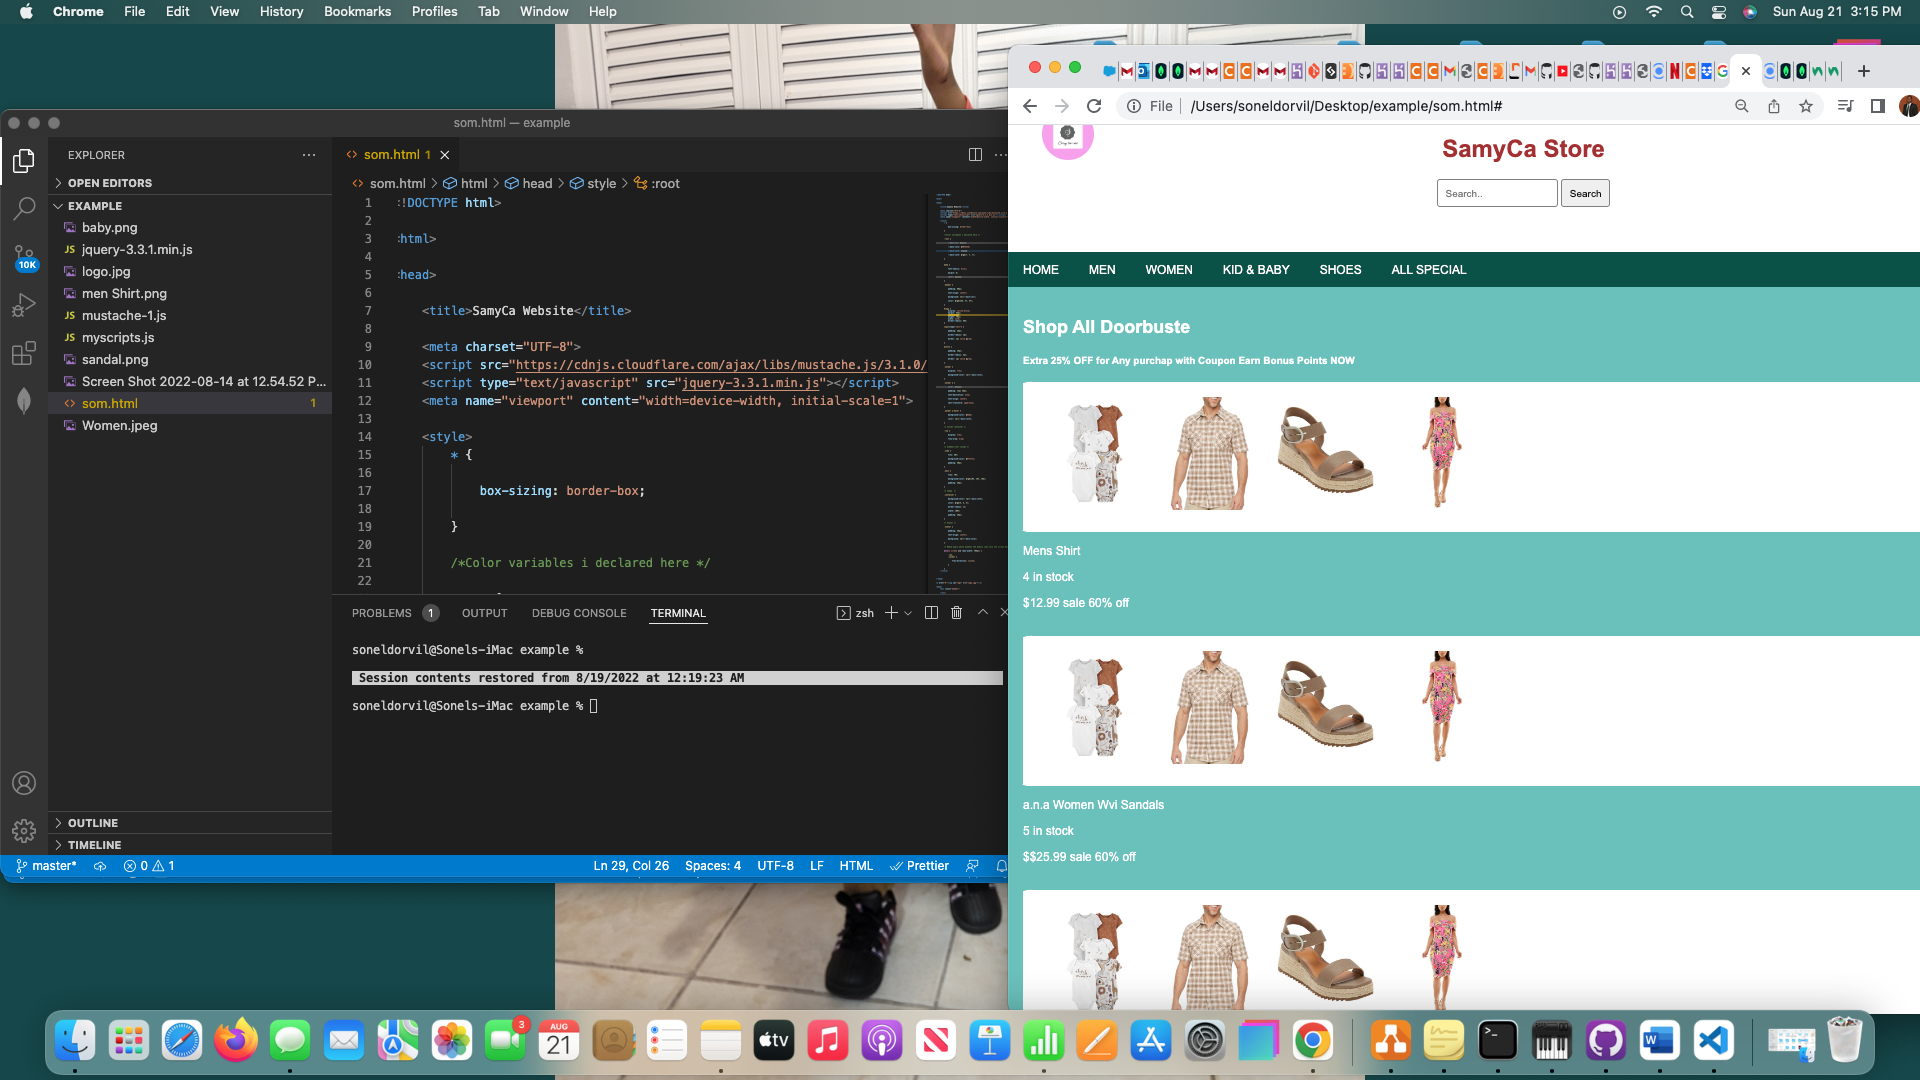 Chrome File Edit View History Bookmarks Profiles Tab Window Help
Sun Aug 21 3:15 PM
som.html — example
EXPLORER
OPEN EDITORS
EXAMPLE
baby.png
JS jquery-3.3.1.min.js
logo.jpg
men Shirt.png
JS mustache-1.js
JS myscripts.js
sandal.png
Screen Shot 2022-08-14 at 12.54.52 P...
som.html 1
Women.jpeg
10K
OUTLINE
TIMELINE
som.html 1
som.html > html > head > style > :root
1 !DOCTYPE html>
2
3 html>
4
5 head>
6
7 <title>SamyCa Website</title>
8
9 <meta charset="UTF-8">
10 <script src="https://cdnjs.cloudflare.com/ajax/libs/mustache.js/3.1.0/
11 <script type="text/javascript" src="jquery-3.3.1.min.js"></script>
12 <meta name="viewport" content="width=device-width, initial-scale=1">
13
14 <style>
15 * {
16
17 box-sizing: border-box;
18
19 }
20
21 /*Color variables i declared here */
22
PROBLEMS 1 OUTPUT DEBUG CONSOLE TERMINAL
zsh
soneldorvil@Sonels-iMac example %
Session contents restored from 8/19/2022 at 12:19:23 AM
soneldorvil@Sonels-iMac example %
master* 0 1
Ln 29, Col 26 Spaces: 4 UTF-8 LF HTML Prettier
File /Users/soneldorvil/Desktop/example/som.html#
SamyCa Store
Search..
Search
HOME MEN WOMEN KID & BABY SHOES ALL SPECIAL
Shop All Doorbuste
Extra 25% OFF for Any purchap with Coupon Earn Bonus Points NOW
Mens Shirt
4 in stock
$12.99 sale 60% off
a.n.a Women Wvi Sandals
5 in stock
$$25.99 sale 60% off
3
AUG
21
tv